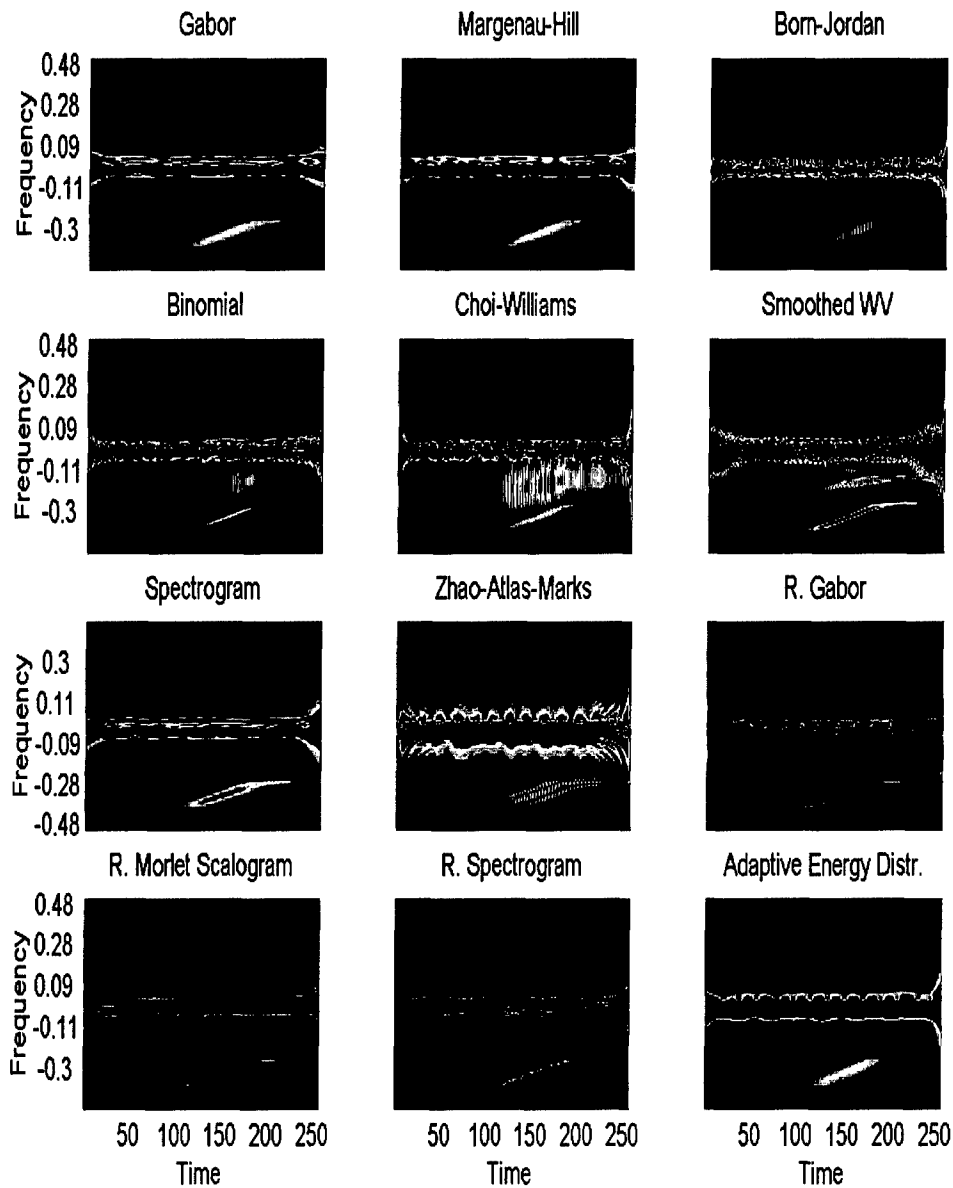 Gabor Margenau-Hill Born-Jordan
Frequency
0.48
0.28
0.09
-0.11
-0.3
Binomial Choi-Williams Smoothed WV
Frequency
0.48
0.28
0.09
-0.11
-0.3
Spectrogram Zhao-Atlas-Marks R. Gabor
Frequency
0.3
0.11
-0.09
-0.28
-0.48
R. Morlet Scalogram R. Spectrogram Adaptive Energy Distr.
Frequency
0.48
0.28
0.09
-0.11
-0.3
50 100 150 200 250 50 100 150 200 250 50 100 150 200 250
Time Time Time